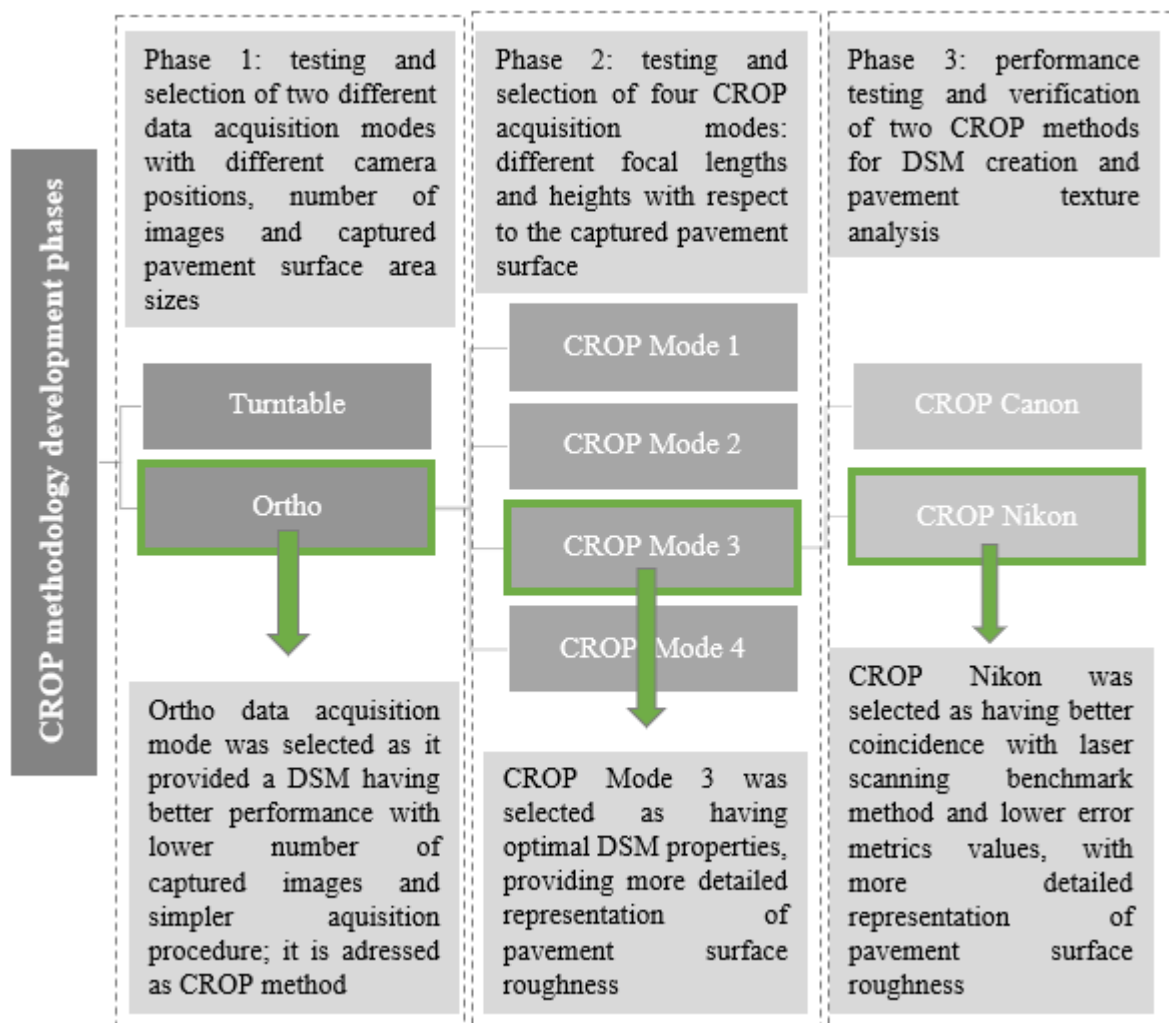 CROP methodology development phases
Phase 1: testing and
selection of two different
data acquisition modes
with different camera
positions, number of
images and captured
pavement surface area
sizes
Turntable
Ortho
Ortho data acquisition
mode was selected as it
provided a DSM having
better performance with
lower number of
captured images and
simpler aquisition
procedure; it is adressed
as CROP method
Phase 2: testing and
selection of four CROP
acquisition modes:
different focal lengths
and heights with respect
to the captured pavement
surface
CROP Mode 1
CROP Mode 2
CROP Mode 3
CROP Mode 4
CROP Mode 3 was
selected as having
optimal DSM properties,
providing more detailed
representation of
pavement surface
roughness
Phase 3: performance
testing and verification
of two CROP methods
for DSM creation and
pavement texture
analysis
CROP Canon
CROP Nikon
CROP Nikon was
selected as having better
coincidence with laser
scanning benchmark
method and lower error
metrics values, with
more detailed
representation of
pavement surface
roughness